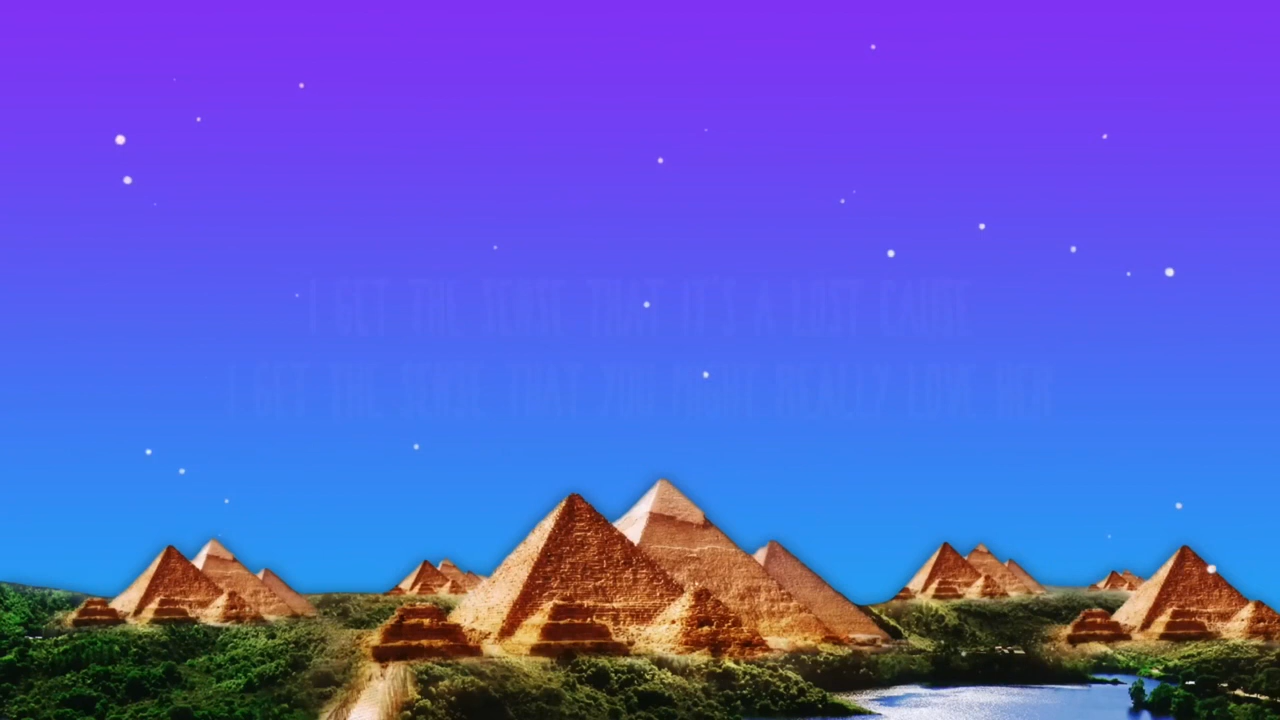 I GET THE SENSE THAT IT'S A LOST CAUSE
I GET THE SENSE THAT YOU MIGHT REALLY LOVE HER